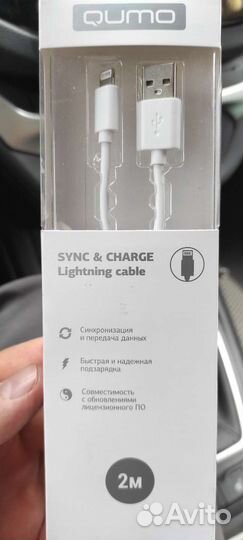 QUMO
SYNC & CHARGE
Lightning cable
Синхронизация
и передача данных
Быстрая и надежная
подзарядка
Совместимость
с обновлениями
лицензионного ПО
2м
Avito